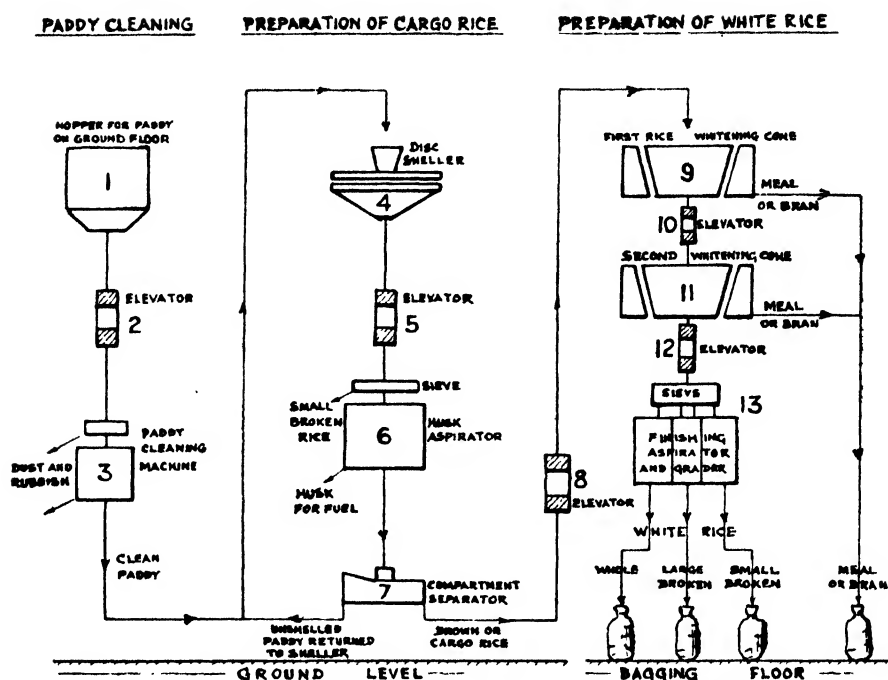 PADDY CLEANING
PREPARATION OF CARGO RICE
PREPARATION OF WHITE RICE
HOPPER FOR PADDY
ON GROUND FLOOR
1
ELEVATOR
2
PADDY
CLEANING
MACHINE
3
DUST AND
RUBBISH
CLEAN
PADDY
DISC
SHELLER
4
ELEVATOR
5
SIEVE
SMALL
BROKEN
RICE
6
HUSK
ASPIRATOR
HUSK
FOR FUEL
7
COMPARTMENT
SEPARATOR
UNSHELLED
PADDY RETURNED
TO SHELLER
BROWN OR
CARGO RICE
8
ELEVATOR
FIRST RICE WHITENING CONE
9
MEAL
OR BRAN
10
ELEVATOR
SECOND WHITENING CONE
11
MEAL
OR BRAN
12
ELEVATOR
SIEVE
13
FINISHING
ASPIRATOR
AND GRADER
WHITE RICE
WHOLE
LARGE
BROKEN
SMALL
BROKEN
MEAL
OR BRAN
GROUND LEVEL
BAGGING FLOOR